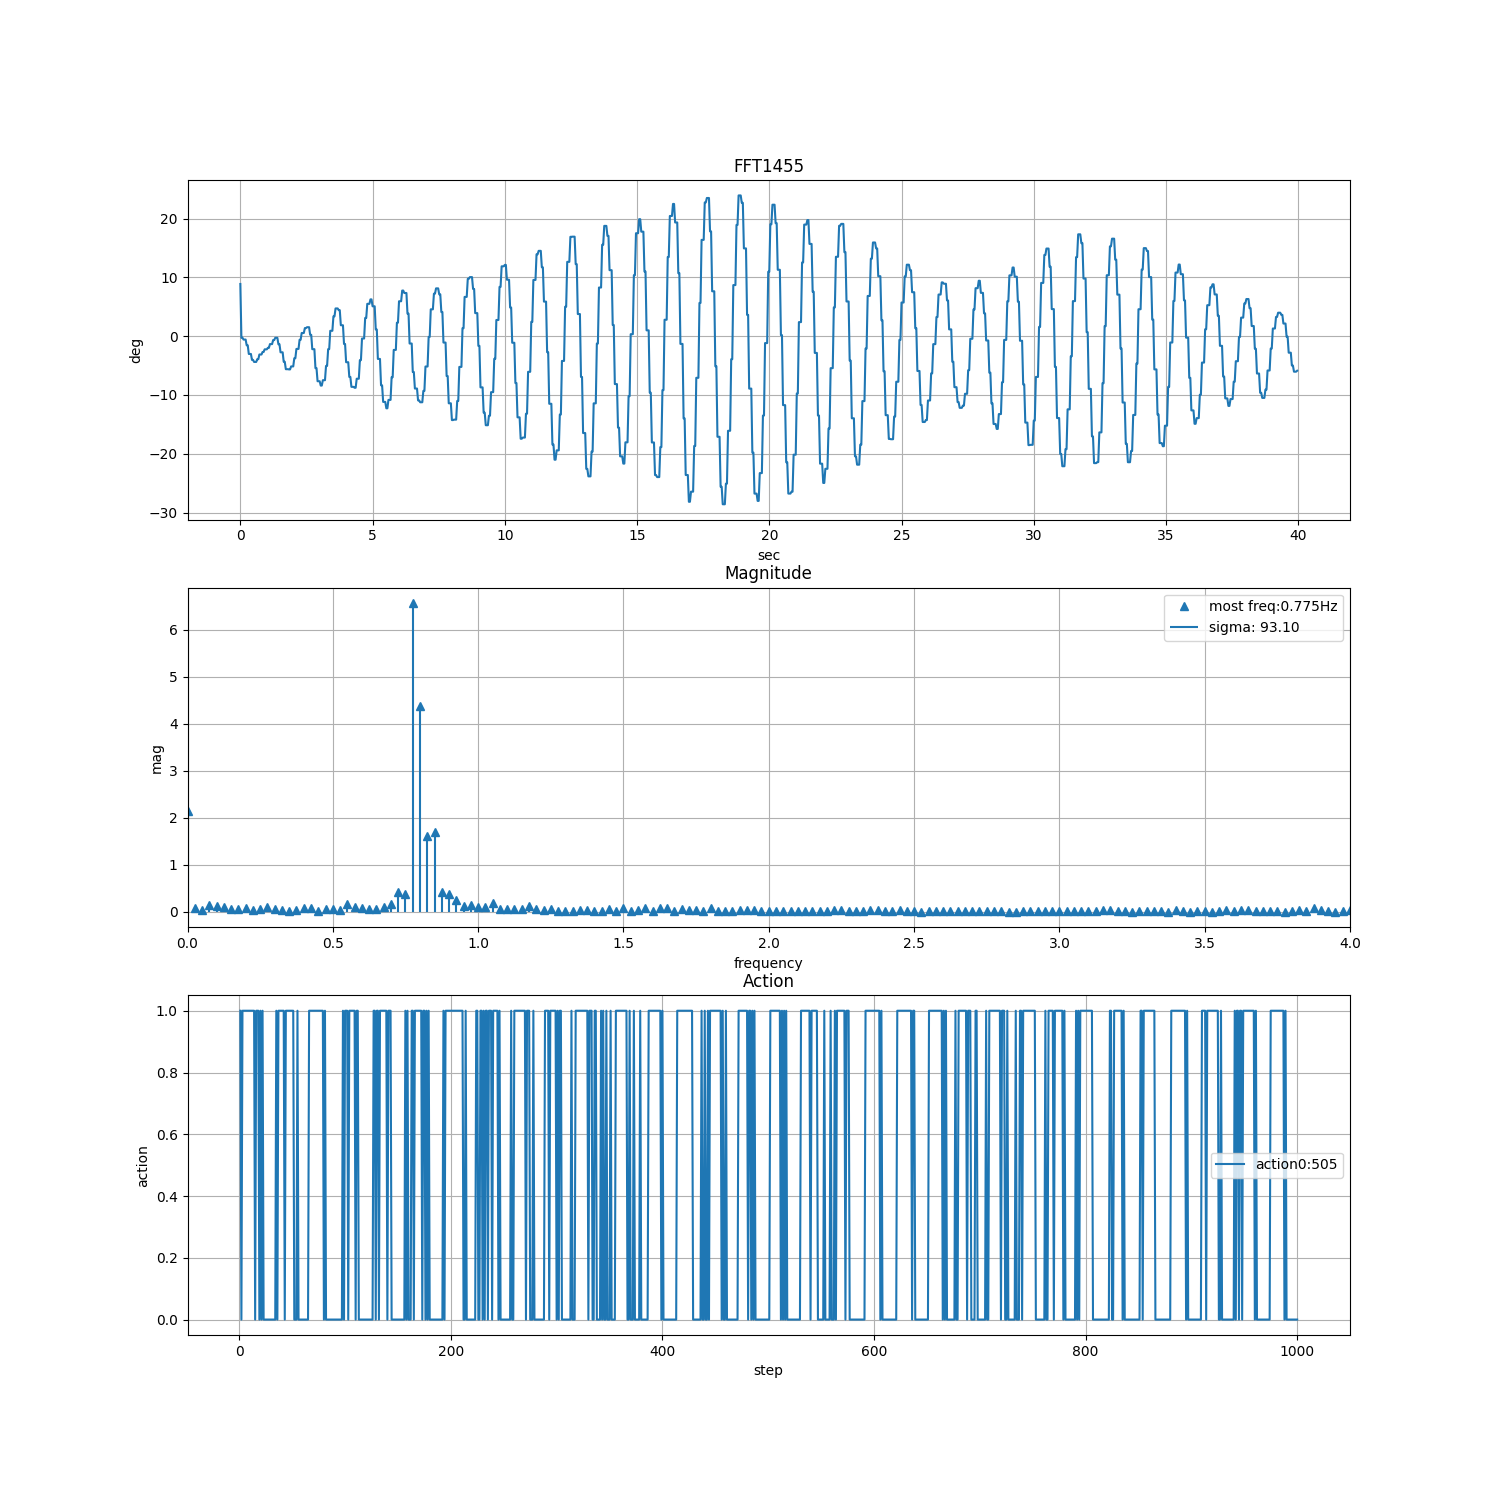 FFT1455
20
10
0
−10
−20
−30
deg
0 5 10 15 20 25 30 35 40
sec
Magnitude
most freq:0.775Hz
sigma: 93.10
6
5
4
3
2
1
0
mag
0.0 0.5 1.0 1.5 2.0 2.5 3.0 3.5 4.0
frequency
Action
1.0
0.8
0.6
0.4
0.2
0.0
action
action0:505
0 200 400 600 800 1000
step